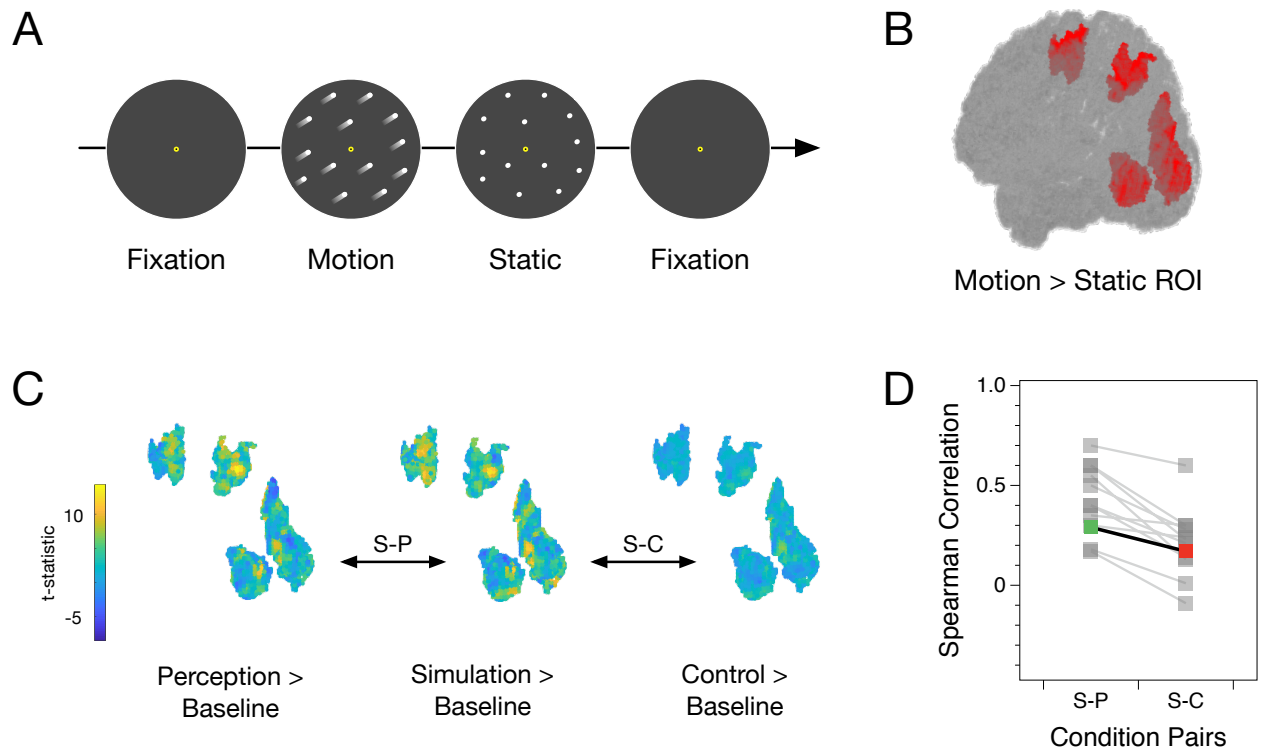 A
Fixation
Motion
Static
Fixation
B
Motion > Static ROI
C
t-statistic
10
-5
S-P
S-C
Perception >
Baseline
Simulation >
Baseline
Control >
Baseline
D
Spearman Correlation
1.0
0.5
0
S-P
S-C
Condition Pairs